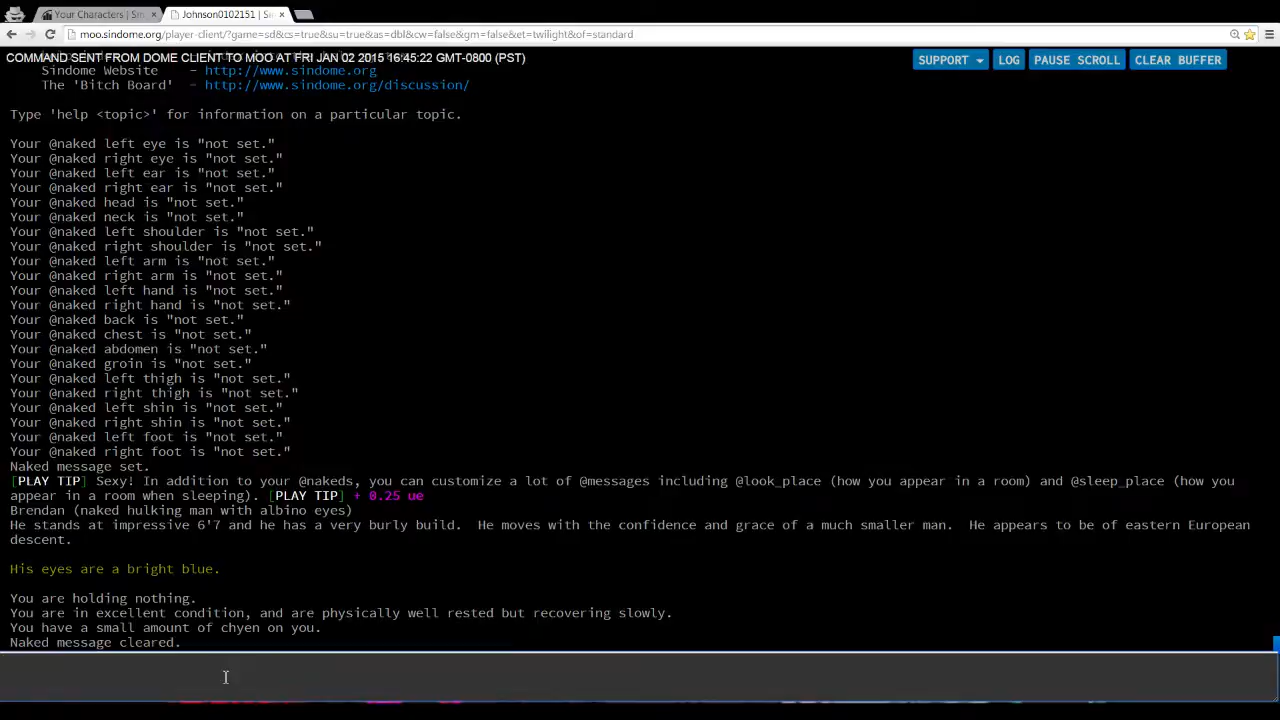 Your Characters | Sm
Johnson0102151 | Si
moo.sindome.org/player-client/?game=sd&cs=true&su=true&as=dbl&cw=false&gm=false&et=twilight&of=standard
COMMAND SENT FROM DOME CLIENT TO MOO AT FRI JAN 02 2015 16:45:22 GMT-0800 (PST)
SUPPORT LOG PAUSE SCROLL CLEAR BUFFER
Sindome Website - http://www.sindome.org
The 'Bitch Board' - http://www.sindome.org/discussion/
Type 'help <topic>' for information on a particular topic.
Your @naked left eye is "not set."
Your @naked right eye is "not set."
Your @naked left ear is "not set."
Your @naked right ear is "not set."
Your @naked head is "not set."
Your @naked neck is "not set."
Your @naked left shoulder is "not set."
Your @naked right shoulder is "not set."
Your @naked left arm is "not set."
Your @naked right arm is "not set."
Your @naked left hand is "not set."
Your @naked right hand is "not set."
Your @naked back is "not set."
Your @naked chest is "not set."
Your @naked abdomen is "not set."
Your @naked groin is "not set."
Your @naked left thigh is "not set."
Your @naked right thigh is "not set."
Your @naked left shin is "not set."
Your @naked right shin is "not set."
Your @naked left foot is "not set."
Your @naked right foot is "not set."
Naked message set.
[PLAY TIP] Sexy! In addition to your @nakeds, you can customize a lot of @messages including @look_place (how you appear in a room) and @sleep_place (how you
appear in a room when sleeping). [PLAY TIP] + 0.25 ue
Brendan (naked hulking man with albino eyes)
He stands at impressive 6'7 and he has a very burly build.  He moves with the confidence and grace of a much smaller man.  He appears to be of eastern European
descent.
His eyes are a bright blue.
You are holding nothing.
You are in excellent condition, and are physically well rested but recovering slowly.
You have a small amount of chyen on you.
Naked message cleared.